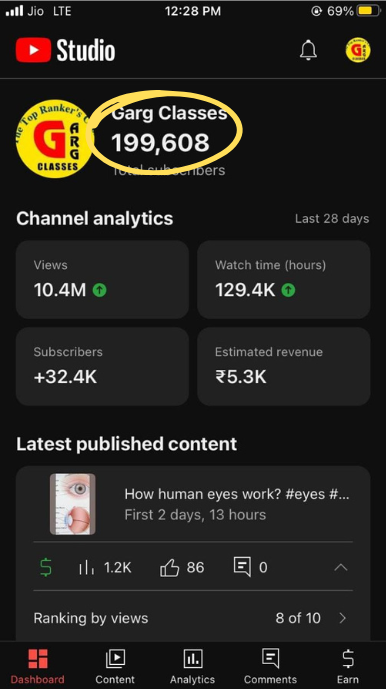 Jio LTE 12:28 PM 69%
Studio
The Top Ranker's
G
ARG
CLASSES
Garg Classes
199,608
Total subscribers
Channel analytics Last 28 days
Views Watch time (hours)
10.4M 129.4K
Subscribers Estimated revenue
+32.4K ₹5.3K
Latest published content
How human eyes work? #eyes #...
First 2 days, 13 hours
$ 1.2K 86 0
Ranking by views 8 of 10
Dashboard Content Analytics Comments Earn